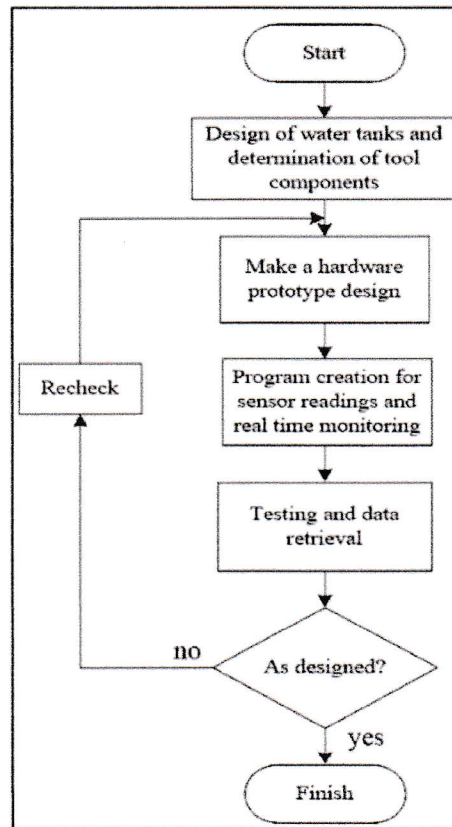 Start
Design of water tanks and
determination of tool
components
Make a hardware
prototype design
Recheck
Program creation for
sensor readings and
real time monitoring
Testing and data
retrieval
no
As designed?
yes
Finish